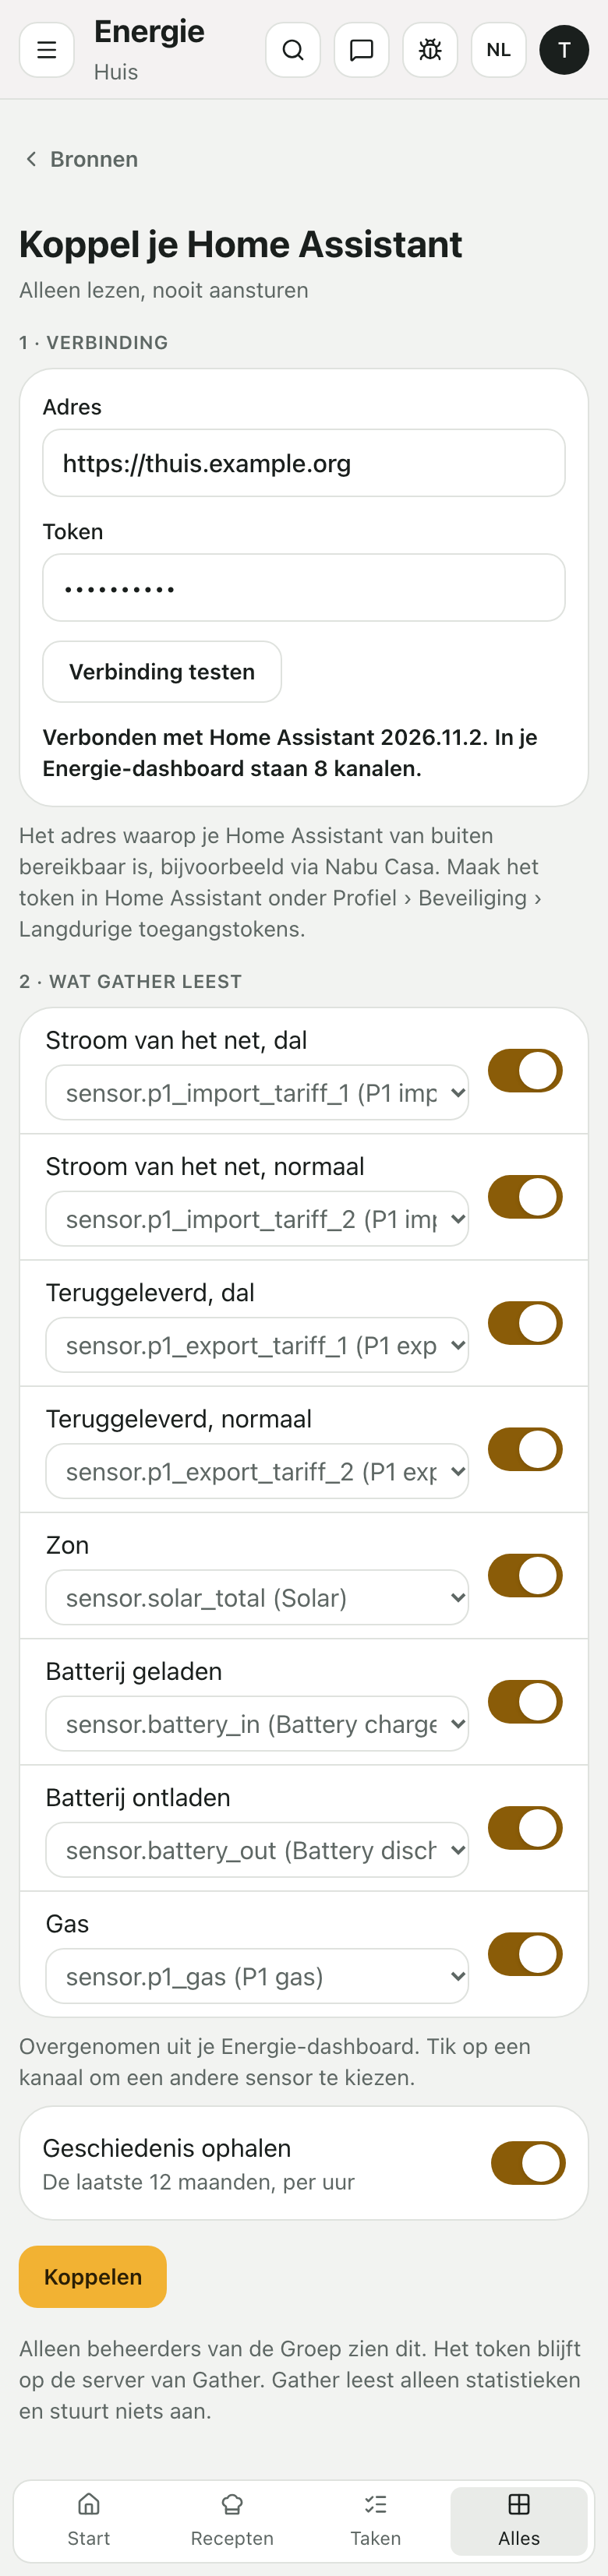 Energie
Huis
NL
T
Bronnen
Koppel je Home Assistant
Alleen lezen, nooit aansturen
1 · VERBINDING
Adres
https://thuis.example.org
Token
••••••••••
Verbinding testen
Verbonden met Home Assistant 2026.11.2. In je
Energie-dashboard staan 8 kanalen.
Het adres waarop je Home Assistant van buiten
bereikbaar is, bijvoorbeeld via Nabu Casa. Maak het
token in Home Assistant onder Profiel › Beveiliging ›
Langdurige toegangstokens.
2 · WAT GATHER LEEST
Stroom van het net, dal
sensor.p1_import_tariff_1 (P1 imp
Stroom van het net, normaal
sensor.p1_import_tariff_2 (P1 imp
Teruggeleverd, dal
sensor.p1_export_tariff_1 (P1 exp
Teruggeleverd, normaal
sensor.p1_export_tariff_2 (P1 exp
Zon
sensor.solar_total (Solar)
Batterij geladen
sensor.battery_in (Battery charge
Batterij ontladen
sensor.battery_out (Battery disch
Gas
sensor.p1_gas (P1 gas)
Overgenomen uit je Energie-dashboard. Tik op een
kanaal om een andere sensor te kiezen.
Geschiedenis ophalen
De laatste 12 maanden, per uur
Koppelen
Alleen beheerders van de Groep zien dit. Het token blijft
op de server van Gather. Gather leest alleen statistieken
en stuurt niets aan.
Start
Recepten
Taken
Alles